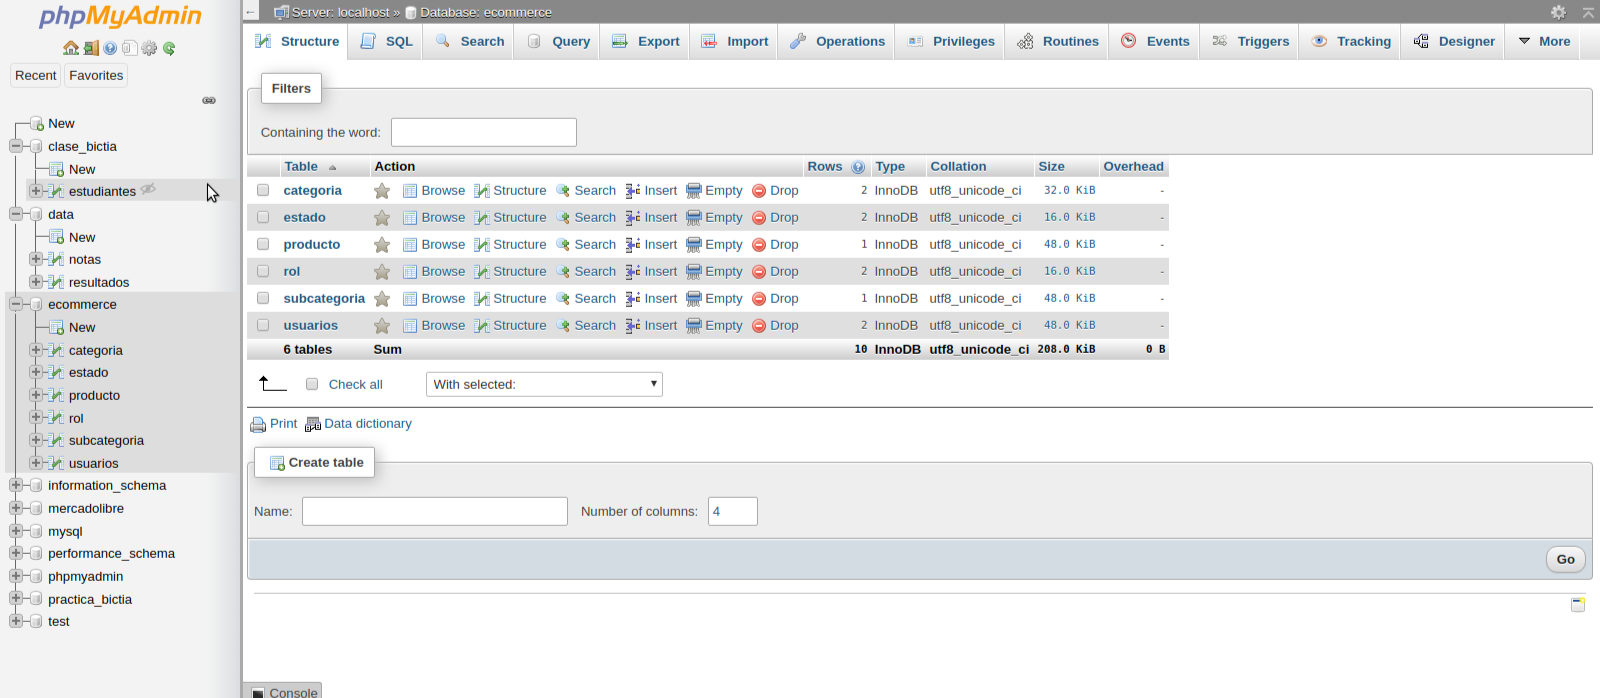 phpMyAdmin
Recent Favorites
New
clase_bictia
New
estudiantes
data
New
notas
resultados
ecommerce
New
categoria
estado
producto
rol
subcategoria
usuarios
information_schema
mercadolibre
mysql
performance_schema
phpmyadmin
practica_bictia
test
Server: localhost » Database: ecommerce
Structure SQL Search Query Export Import Operations Privileges Routines Events Triggers Tracking Designer More
Filters
Containing the word:
Table Action Rows Type Collation Size Overhead
categoria Browse Structure Search Insert Empty Drop 2 InnoDB utf8_unicode_ci 32.0 KiB -
estado Browse Structure Search Insert Empty Drop 2 InnoDB utf8_unicode_ci 16.0 KiB -
producto Browse Structure Search Insert Empty Drop 1 InnoDB utf8_unicode_ci 48.0 KiB -
rol Browse Structure Search Insert Empty Drop 2 InnoDB utf8_unicode_ci 16.0 KiB -
subcategoria Browse Structure Search Insert Empty Drop 1 InnoDB utf8_unicode_ci 48.0 KiB -
usuarios Browse Structure Search Insert Empty Drop 2 InnoDB utf8_unicode_ci 48.0 KiB -
6 tables Sum 10 InnoDB utf8_unicode_ci 208.0 KiB 0 B
Check all With selected:
Print Data dictionary
Create table
Name: Number of columns: 4
Go
Console